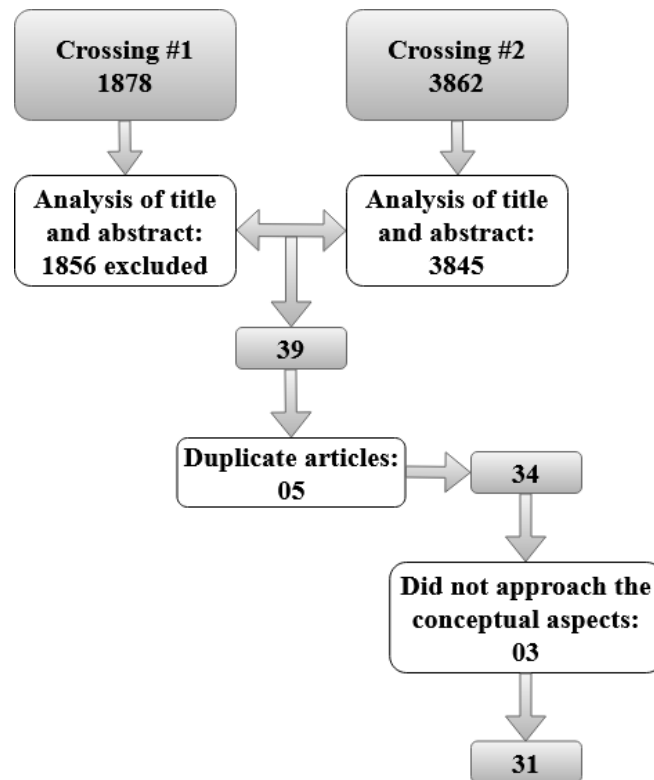 Crossing #1
1878
Crossing #2
3862
Analysis of title
and abstract:
1856 excluded
Analysis of title
and abstract:
3845
39
Duplicate articles:
05
34
Did not approach the
conceptual aspects:
03
31